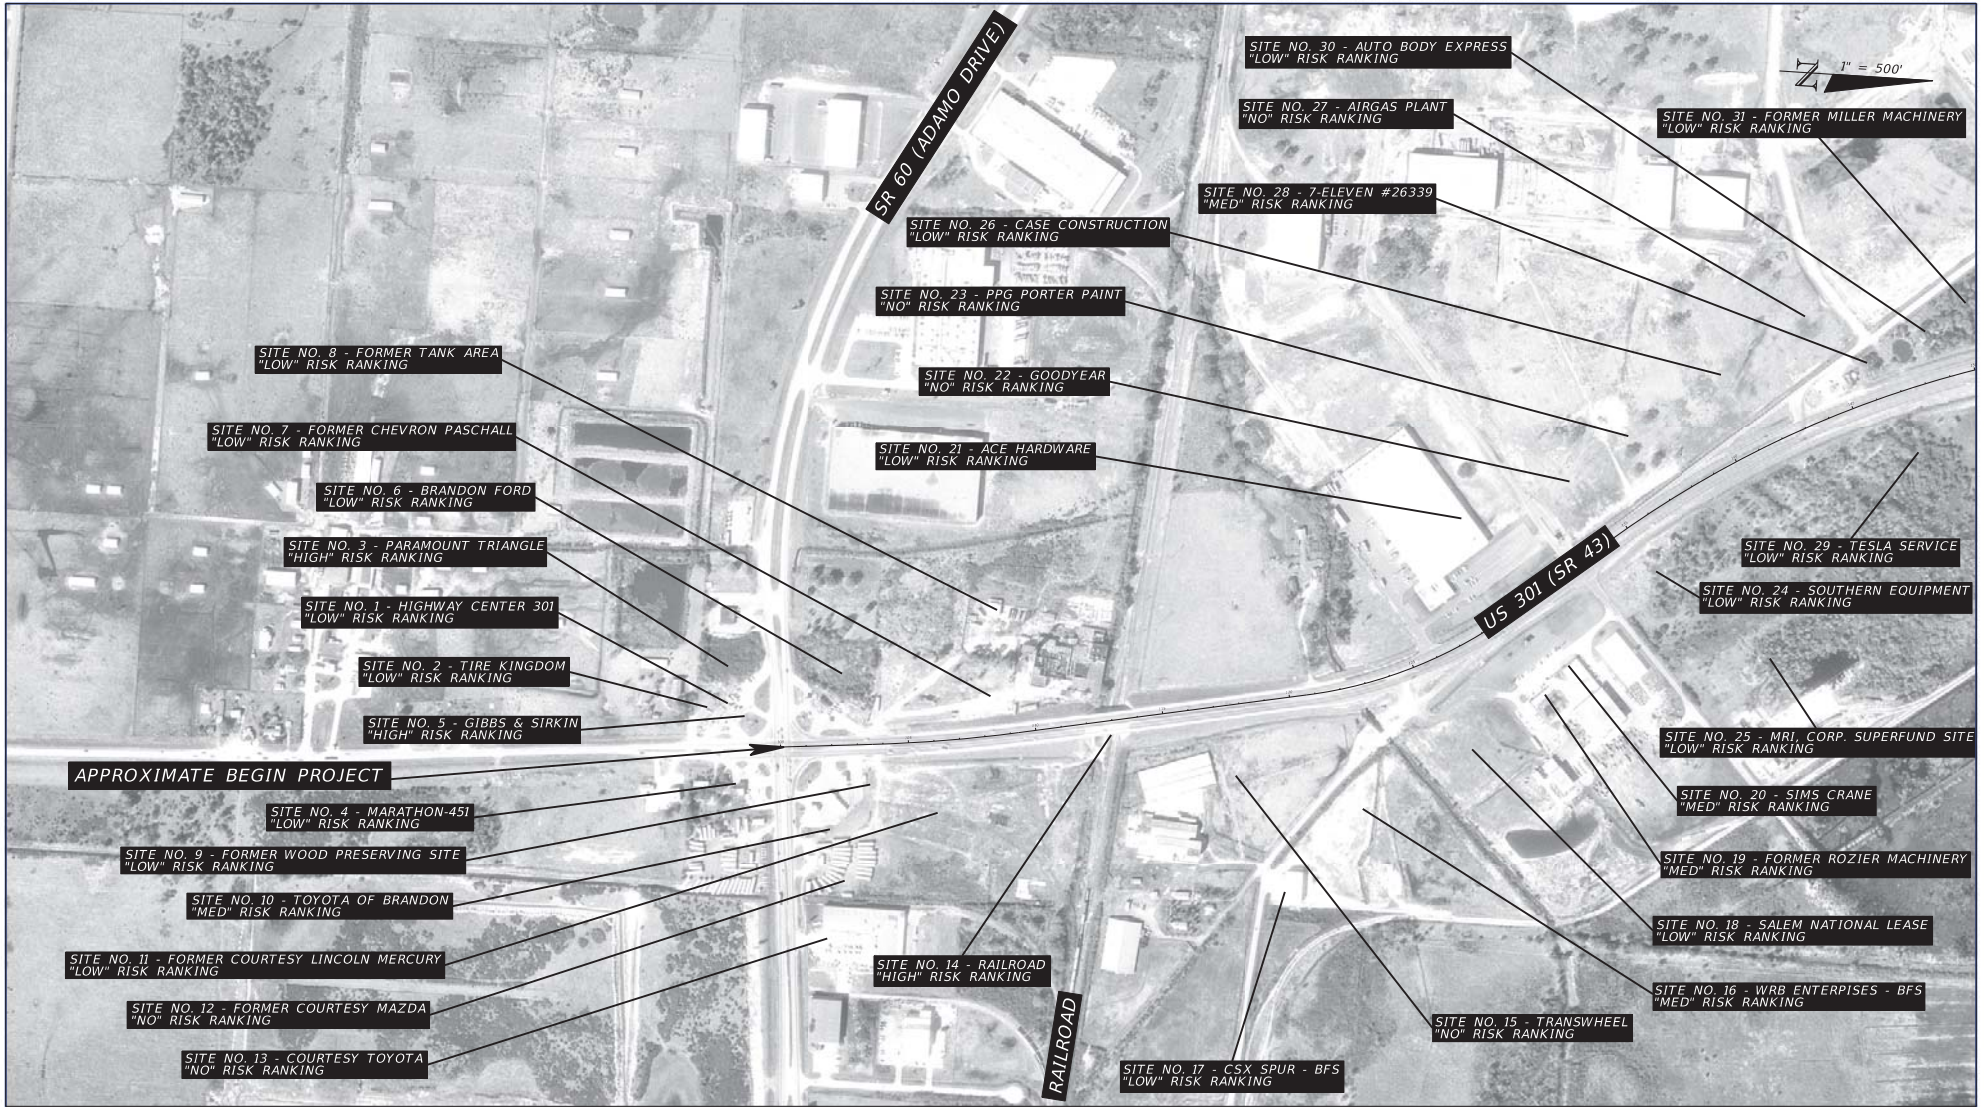 SITE NO. 30 - AUTO BODY EXPRESS
"LOW" RISK RANKING
1" = 500'
N
SITE NO. 27 - AIRGAS PLANT
"NO" RISK RANKING
SITE NO. 31 - FORMER MILLER MACHINERY
"LOW" RISK RANKING
SR 60 (ADAMO DRIVE)
SITE NO. 28 - 7-ELEVEN #26339
"MED" RISK RANKING
SITE NO. 26 - CASE CONSTRUCTION
"LOW" RISK RANKING
SITE NO. 23 - PPG PORTER PAINT
"NO" RISK RANKING
SITE NO. 8 - FORMER TANK AREA
"LOW" RISK RANKING
SITE NO. 22 - GOODYEAR
"NO" RISK RANKING
SITE NO. 7 - FORMER CHEVRON PASCHALL
"LOW" RISK RANKING
SITE NO. 21 - ACE HARDWARE
"LOW" RISK RANKING
SITE NO. 6 - BRANDON FORD
"LOW" RISK RANKING
SITE NO. 3 - PARAMOUNT TRIANGLE
"HIGH" RISK RANKING
US 301 (SR 43)
SITE NO. 29 - TESLA SERVICE
"LOW" RISK RANKING
SITE NO. 24 - SOUTHERN EQUIPMENT
"LOW" RISK RANKING
SITE NO. 1 - HIGHWAY CENTER 301
"LOW" RISK RANKING
SITE NO. 2 - TIRE KINGDOM
"LOW" RISK RANKING
SITE NO. 5 - GIBBS & SIRKIN
"HIGH" RISK RANKING
SITE NO. 25 - MRI, CORP. SUPERFUND SITE
"LOW" RISK RANKING
APPROXIMATE BEGIN PROJECT
SITE NO. 20 - SIMS CRANE
"MED" RISK RANKING
SITE NO. 4 - MARATHON-451
"LOW" RISK RANKING
SITE NO. 9 - FORMER WOOD PRESERVING SITE
"LOW" RISK RANKING
SITE NO. 19 - FORMER ROZIER MACHINERY
"MED" RISK RANKING
SITE NO. 10 - TOYOTA OF BRANDON
"MED" RISK RANKING
SITE NO. 18 - SALEM NATIONAL LEASE
"LOW" RISK RANKING
SITE NO. 11 - FORMER COURTESY LINCOLN MERCURY
"LOW" RISK RANKING
SITE NO. 14 - RAILROAD
"HIGH" RISK RANKING
SITE NO. 16 - WRB ENTERPISES - BFS
"MED" RISK RANKING
SITE NO. 12 - FORMER COURTESY MAZDA
"NO" RISK RANKING
SITE NO. 15 - TRANSWHEEL
"NO" RISK RANKING
RAILROAD
SITE NO. 13 - COURTESY TOYOTA
"NO" RISK RANKING
SITE NO. 17 - CSX SPUR - BFS
"LOW" RISK RANKING